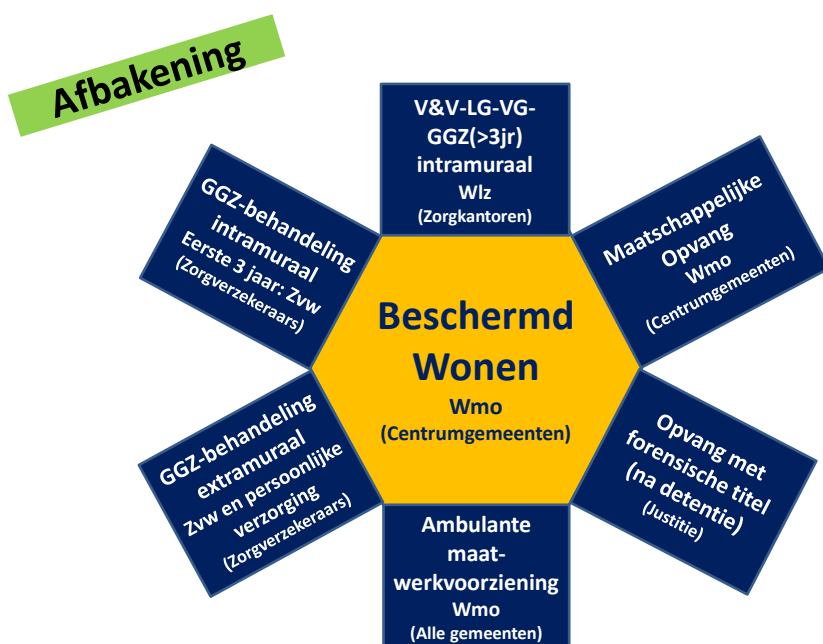 Afbakening
V&V-LG-VG-
GGZ(>3jr)
intramuraal
Wlz
(Zorgkantoren)
GGZ-behandeling
intramuraal
Eerste 3 jaar: Zvw
(Zorgverzekeraars)
Maatschappelijke
Opvang
Wmo
(Centrumgemeenten)
Beschermd
Wonen
Wmo
(Centrumgemeenten)
GGZ-behandeling
extramuraal
Zvw en persoonlijke
verzorging
(Zorgverzekeraars)
Opvang met
forensische titel
(na detentie)
(Justitie)
Ambulante
maat-
werkvoorziening
Wmo
(Alle gemeenten)